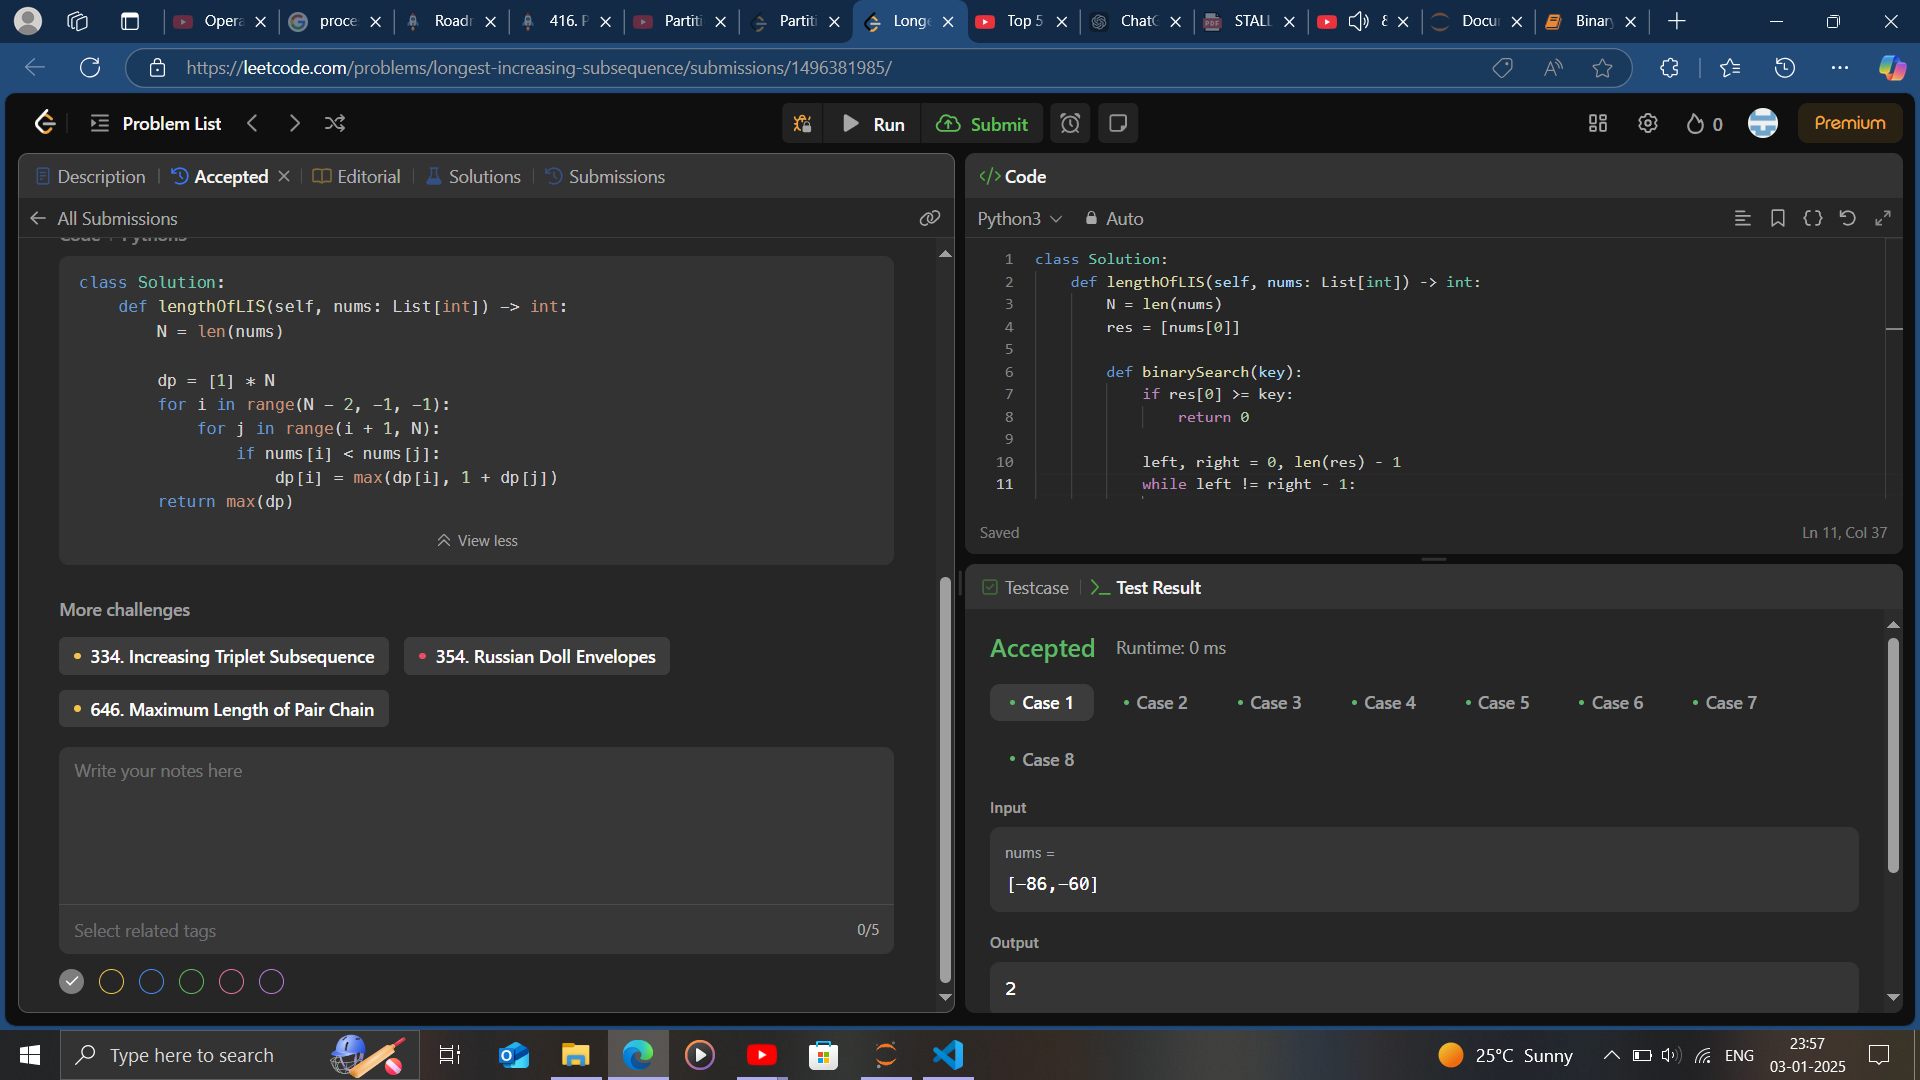 Opera
proce
Roadr
416. P
Partiti
Partiti
Longe
Top 5
ChatG
STALL
Docu
Binary
https://leetcode.com/problems/longest-increasing-subsequence/submissions/1496381985/
Problem List
Run
Submit
0
Premium
Description
Accepted
Editorial
Solutions
Submissions
All Submissions
Code Python3
class Solution:
    def lengthOfLIS(self, nums: List[int]) -> int:
        N = len(nums)
        dp = [1] * N
        for i in range(N - 2, -1, -1):
            for j in range(i + 1, N):
                if nums[i] < nums[j]:
                    dp[i] = max(dp[i], 1 + dp[j])
        return max(dp)
View less
More challenges
334. Increasing Triplet Subsequence
354. Russian Doll Envelopes
646. Maximum Length of Pair Chain
Write your notes here
Select related tags
0/5
</> Code
Python3
Auto
1 class Solution:
2     def lengthOfLIS(self, nums: List[int]) -> int:
3         N = len(nums)
4         res = [nums[0]]
5
6         def binarySearch(key):
7             if res[0] >= key:
8                 return 0
9
10             left, right = 0, len(res) - 1
11             while left != right - 1:
Saved
Ln 11, Col 37
Testcase
Test Result
Accepted
Runtime: 0 ms
Case 1
Case 2
Case 3
Case 4
Case 5
Case 6
Case 7
Case 8
Input
nums =
[-86,-60]
Output
2
Type here to search
25°C Sunny
ENG
23:57
03-01-2025